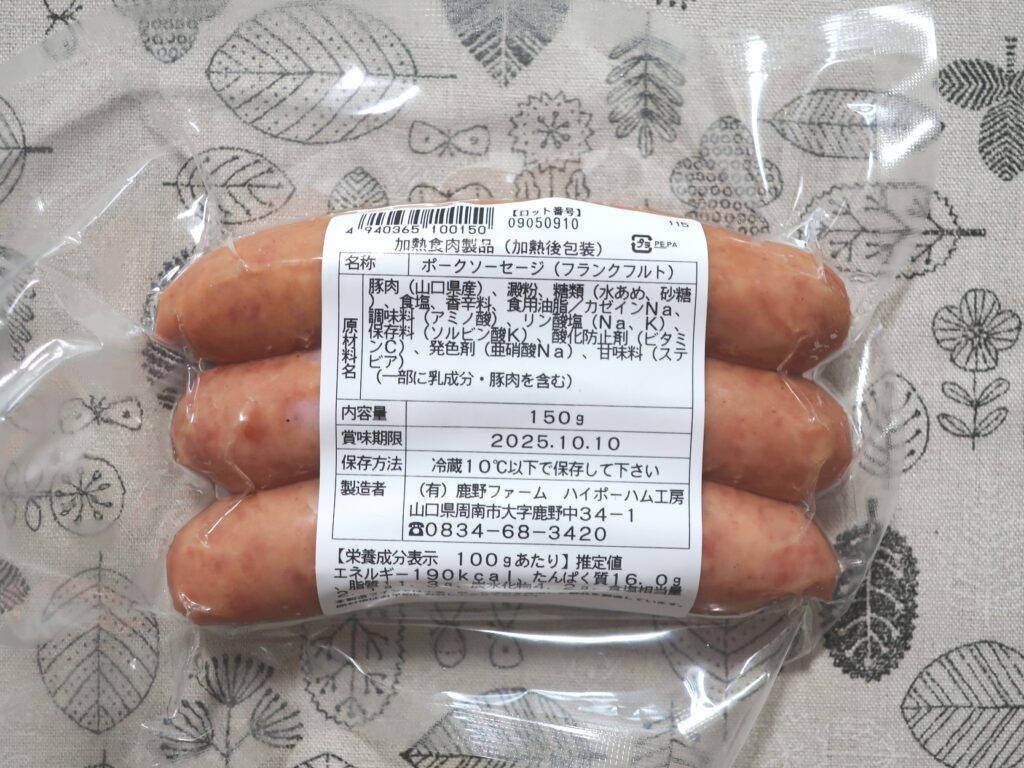 【ロット番号】
4 940365 100150 09050910
115
加熱食肉製品（加熱後包装）
プラ PE,PA
名称 ポークソーセージ（フランクフルト）
原材料名
豚肉（山口県産）、澱粉、糖類（水あめ、砂糖
）、食塩、香辛料、食用油脂／カゼインNa、
調味料（アミノ酸）、リン酸塩（Na、K）、
保存料（ソルビン酸K）、酸化防止剤（ビタミ
ンC）、発色剤（亜硝酸Na）、甘味料（ステ
ビア）
（一部に乳成分・豚肉を含む）
内容量 150g
賞味期限 2025.10.10
保存方法 冷蔵10℃以下で保存して下さい
製造者 （有）鹿野ファーム ハイポーハム工房
山口県周南市大字鹿野中34−1
☎0834-68-3420
【栄養成分表示 100gあたり】推定値
エネルギー190kcal、たんぱく質16.0g
、脂質
食塩相当量